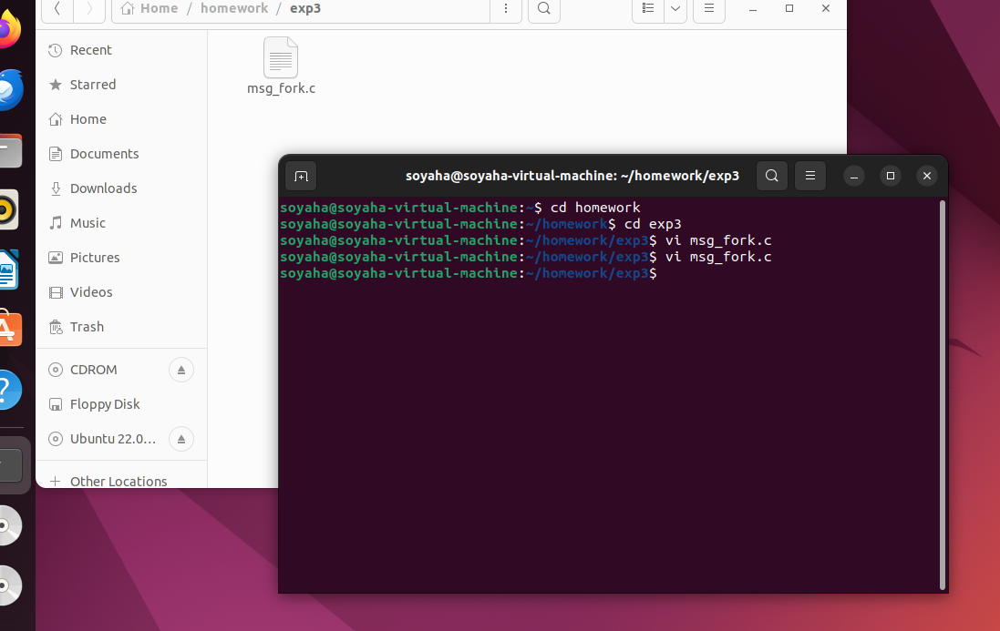 Home / homework / exp3
Recent
Starred
Home
Documents
Downloads
Music
Pictures
Videos
Trash
CDROM
Floppy Disk
Ubuntu 22.0...
Other Locations
msg_fork.c
soyaha@soyaha-virtual-machine: ~/homework/exp3
soyaha@soyaha-virtual-machine:~$ cd homework
soyaha@soyaha-virtual-machine:~/homework$ cd exp3
soyaha@soyaha-virtual-machine:~/homework/exp3$ vi msg_fork.c
soyaha@soyaha-virtual-machine:~/homework/exp3$ vi msg_fork.c
soyaha@soyaha-virtual-machine:~/homework/exp3$